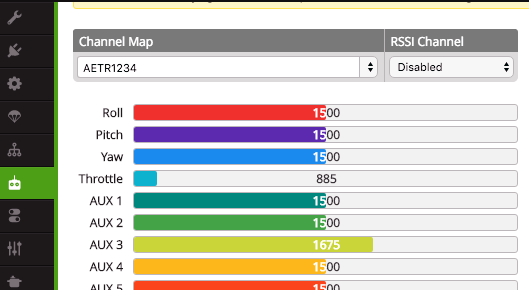 Channel Map RSSI Channel
AETR1234 Disabled
Roll 1500
Pitch 1500
Yaw 1500
Throttle 885
AUX 1 1500
AUX 2 1500
AUX 3 1675
AUX 4 1500
AUX 5 1500